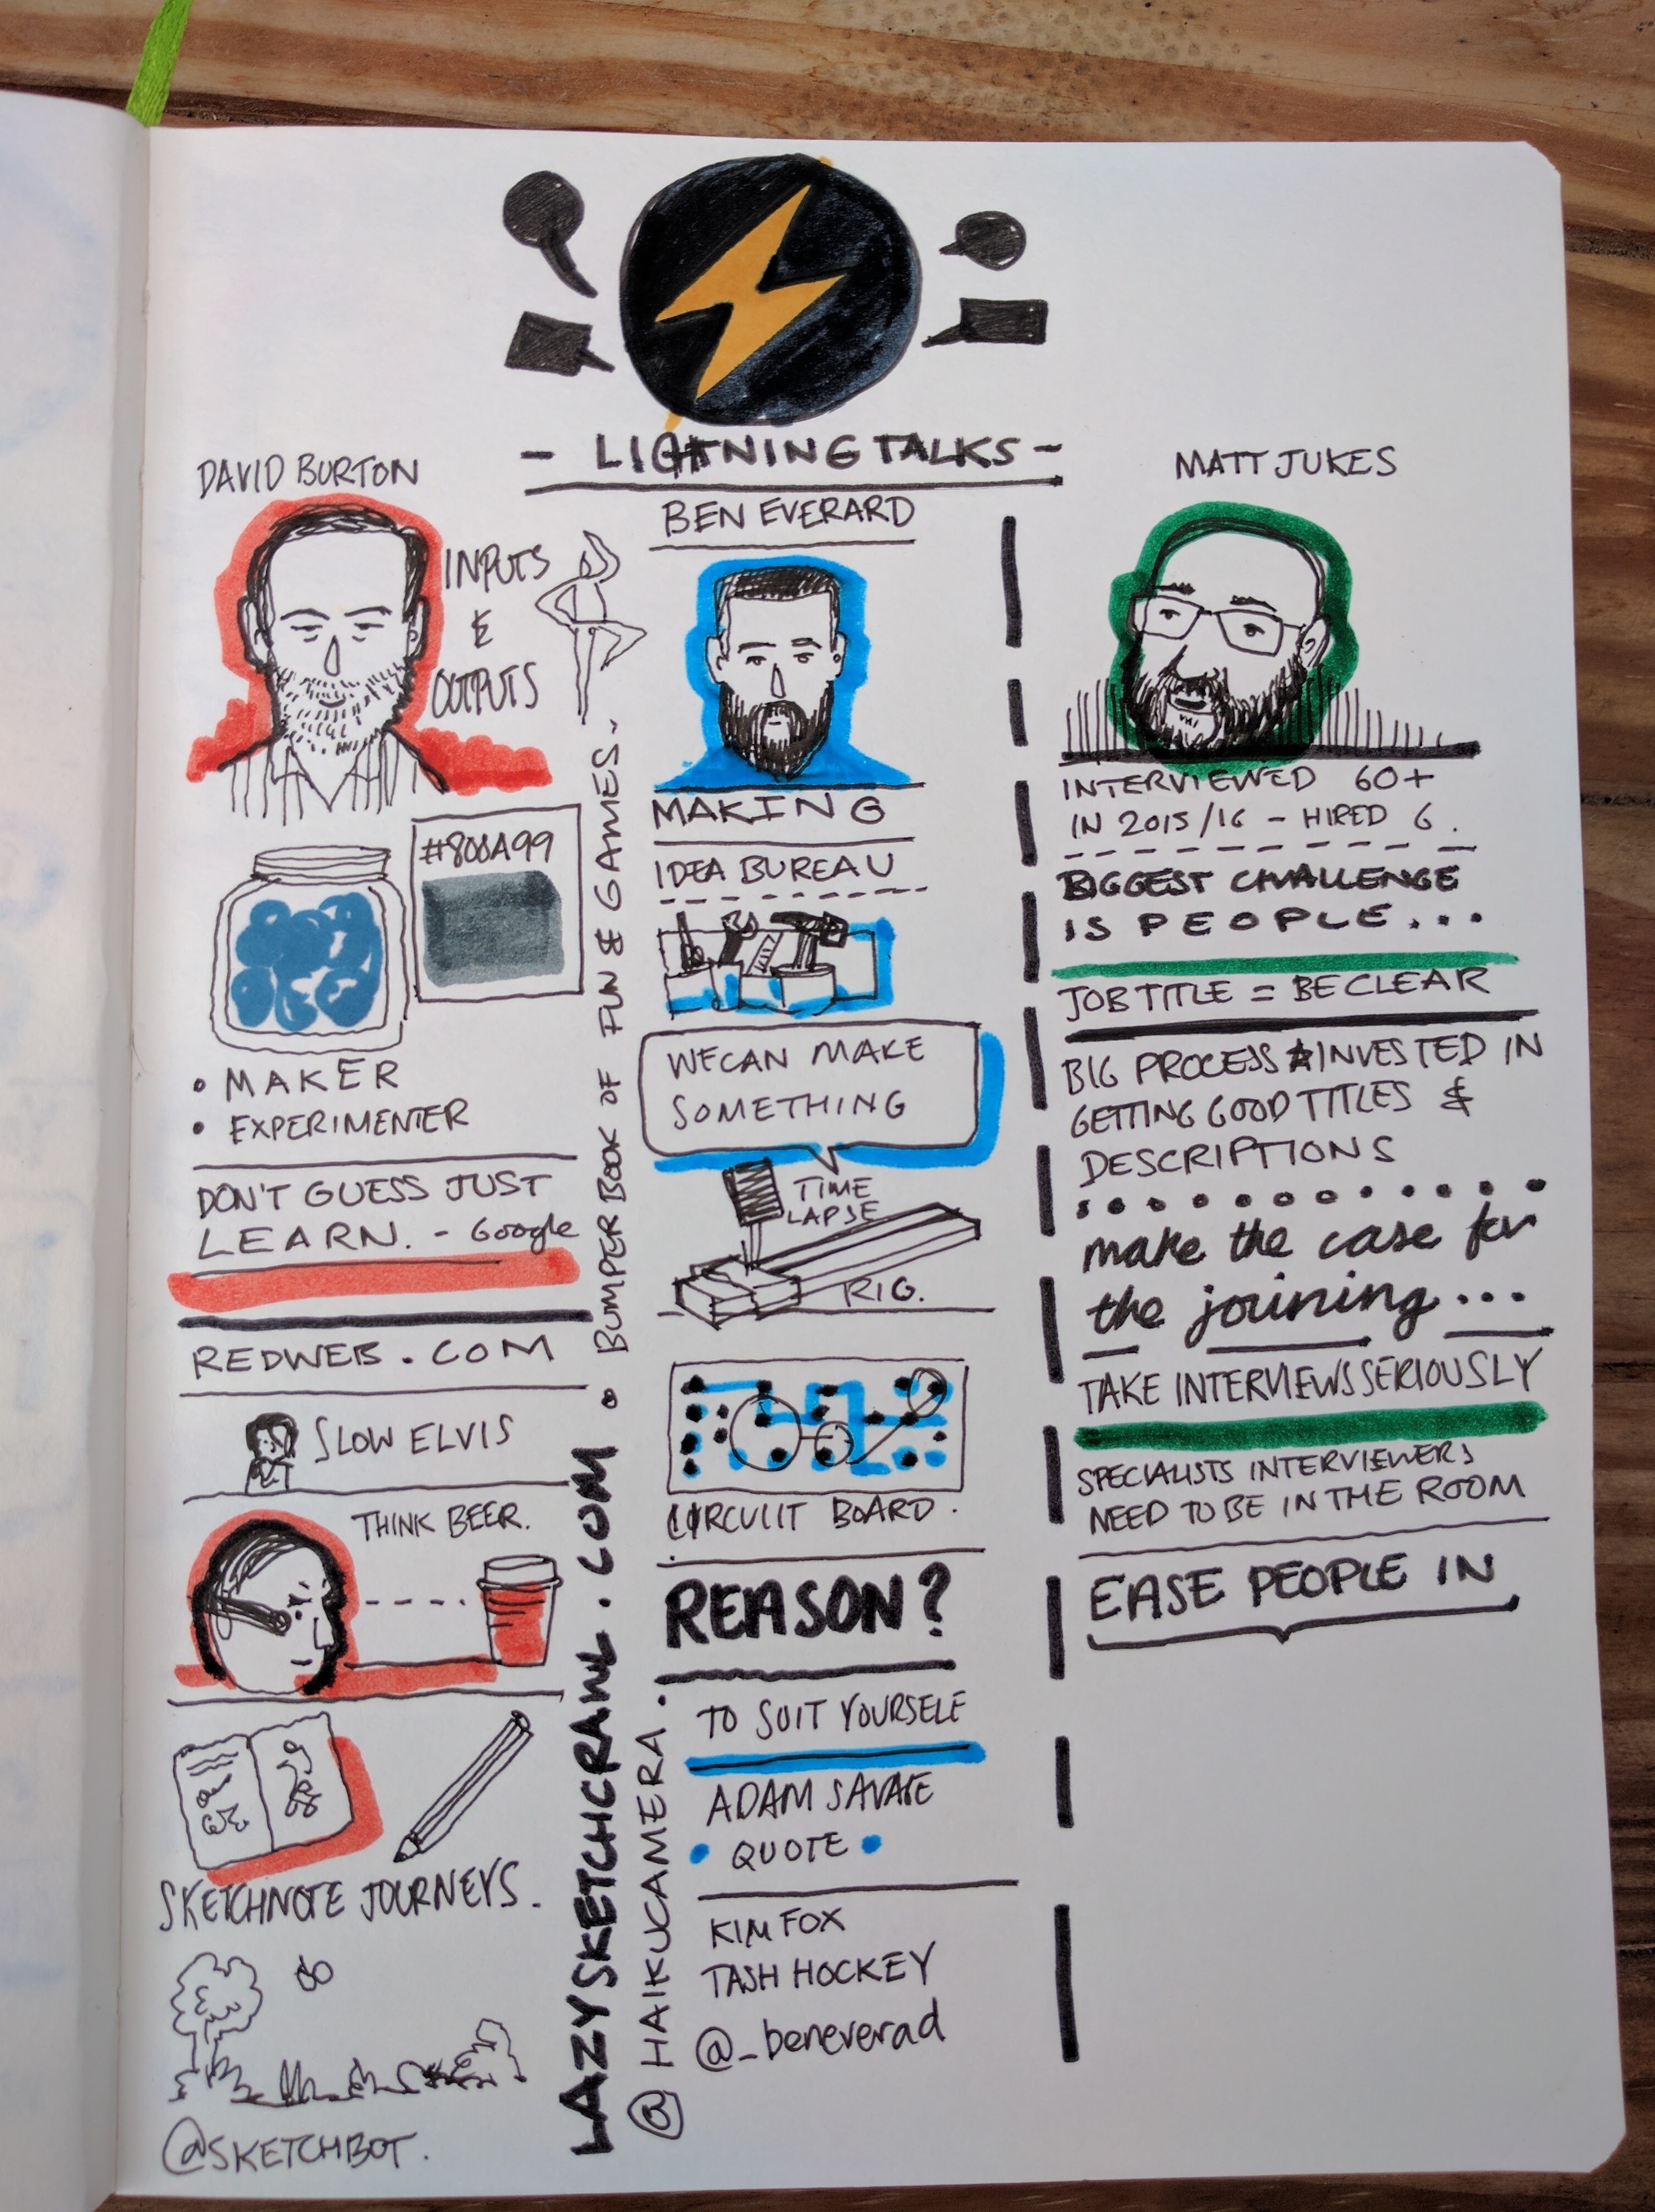 - LIGHTNING TALKS -
DAVID BURTON
INPUTS
&
OUTPUTS
#800A99
• MAKER
• EXPERIMENTER
DON'T GUESS JUST
LEARN. - Google
REDWEB.COM
SLOW ELVIS
THINK BEER.
SKETCHNOTE JOURNEYS.
@SKETCHBOT.
LAZYSKETCHCRAWL.COM • BUMPER BOOK OF FUN & GAMES.
@HAIKUCAMERA.
BEN EVERARD
MAKING
IDEA BUREAU
WE CAN MAKE
SOMETHING
TIME
LAPSE
RIG.
CIRCUIIT BOARD.
REASON?
TO SUIT YOURSELF
ADAM SAVAGE
• QUOTE •
KIM FOX
TASH HOCKEY
@_beneverad
MATT JUKES
INTERVIEWED 60+
IN 2015/16 - HIRED 6.
BIGGEST CHALLENGE
IS PEOPLE...
JOB TITLE = BE CLEAR
BIG PROCESS INVESTED IN
GETTING GOOD TITLES &
DESCRIPTIONS
make the case for
the joining...
TAKE INTERVIEWS SERIOUSLY
SPECIALISTS INTERVIEWERS
NEED TO BE IN THE ROOM
EASE PEOPLE IN